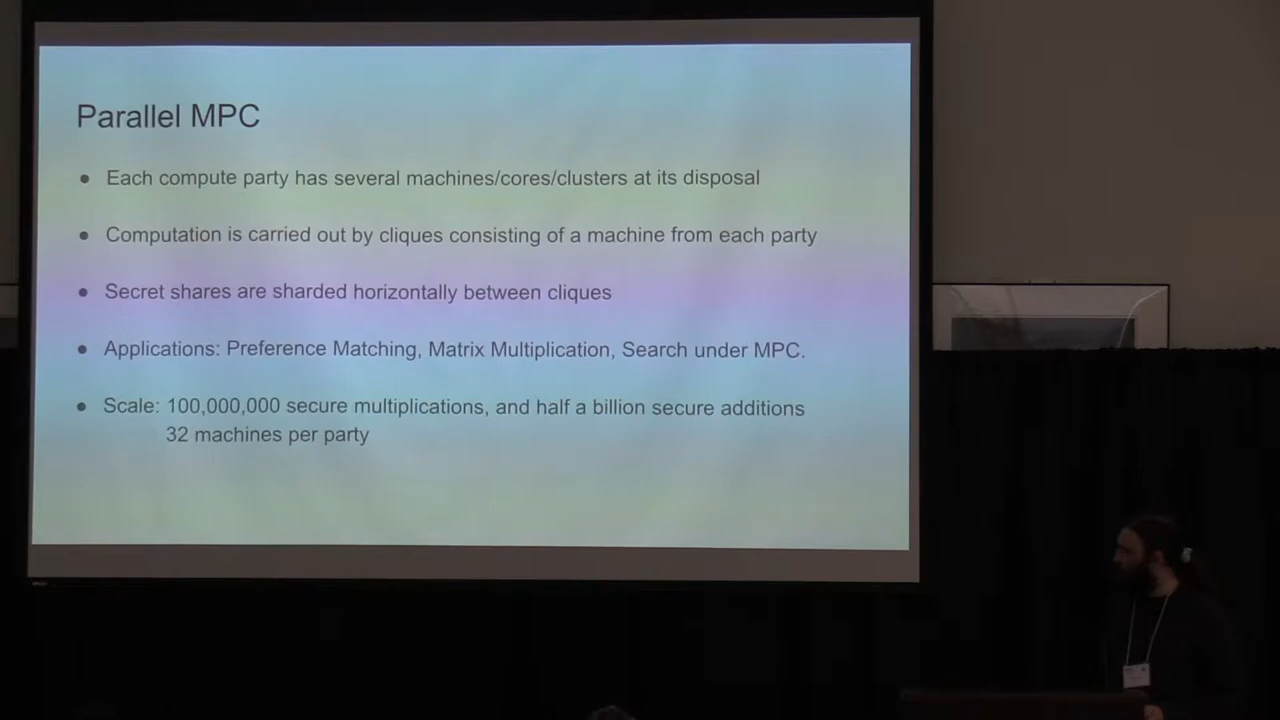 Parallel MPC
● Each compute party has several machines/cores/clusters at its disposal
● Computation is carried out by cliques consisting of a machine from each party
● Secret shares are sharded horizontally between cliques
● Applications: Preference Matching, Matrix Multiplication, Search under MPC.
● Scale: 100,000,000 secure multiplications, and half a billion secure additions
32 machines per party